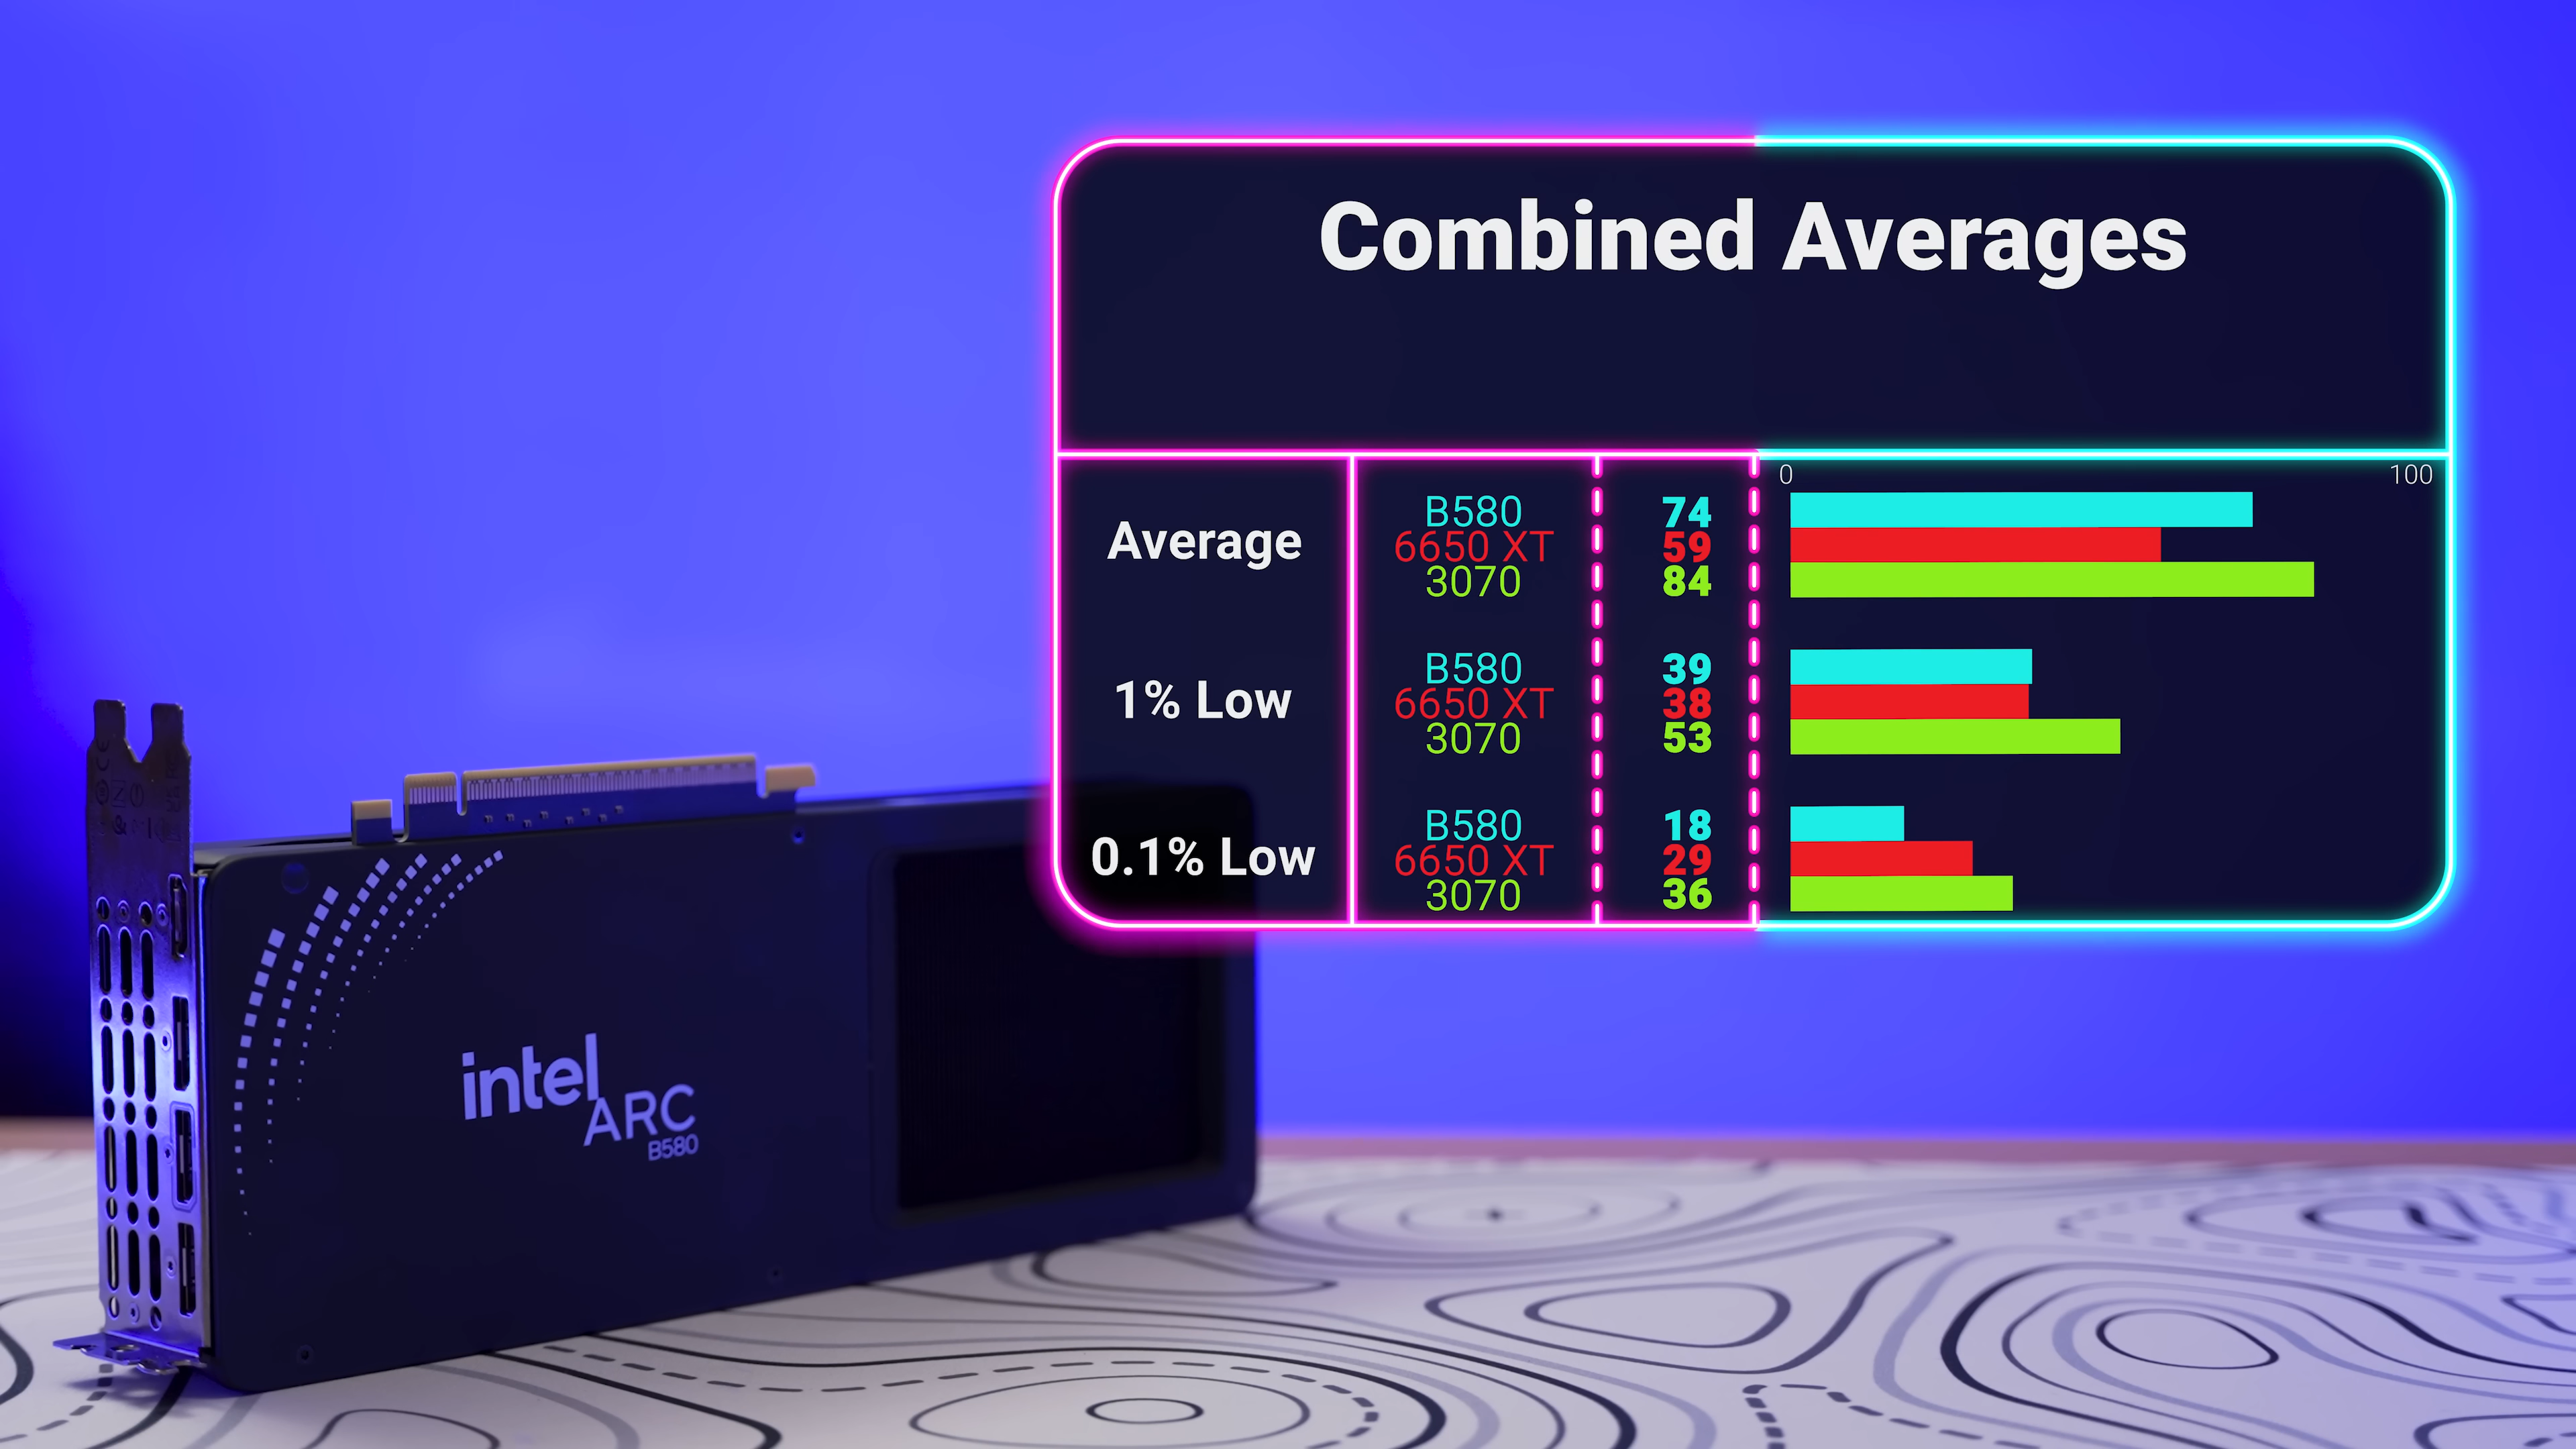 Combined Averages
0 100
Average
B580 74
6650 XT 59
3070 84
1% Low
B580 39
6650 XT 38
3070 53
0.1% Low
B580 18
6650 XT 29
3070 36
intel
ARC
B580